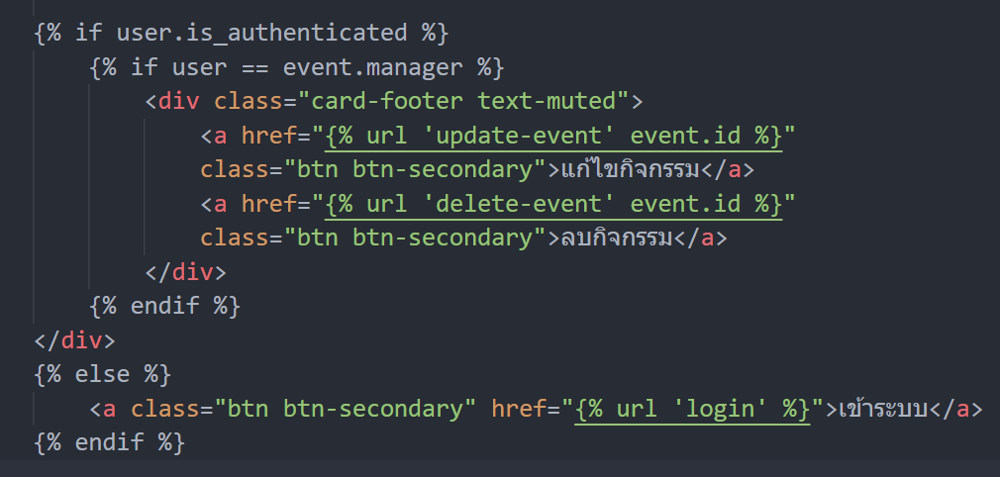 {% if user.is_authenticated %}
{% if user == event.manager %}
<div class="card-footer text-muted">
<a href="{% url 'update-event' event.id %}"
class="btn btn-secondary">แก้ไขกิจกรรม</a>
<a href="{% url 'delete-event' event.id %}"
class="btn btn-secondary">ลบกิจกรรม</a>
</div>
{% endif %}
</div>
{% else %}
<a class="btn btn-secondary" href="{% url 'login' %}">เข้าระบบ</a>
{% endif %}